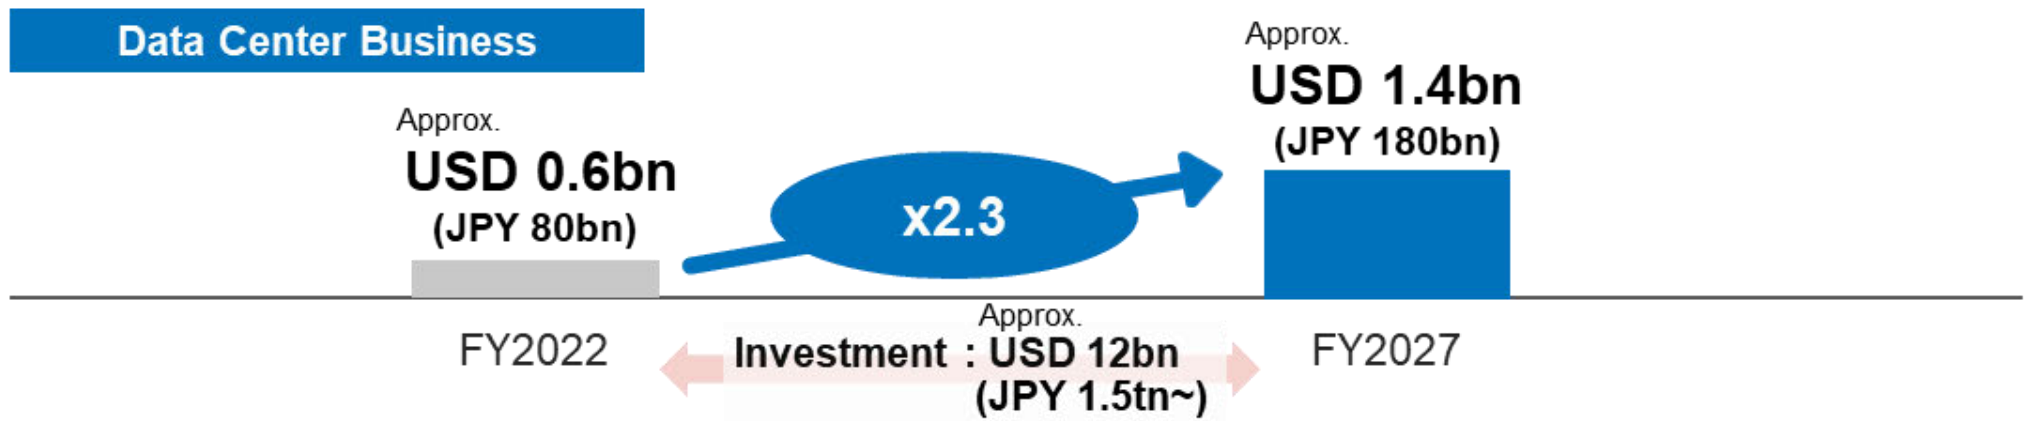 Data Center Business
Approx.
USD 0.6bn
(JPY 80bn)
x2.3
Approx.
USD 1.4bn
(JPY 180bn)
FY2022
Approx.
Investment : USD 12bn
(JPY 1.5tn~)
FY2027